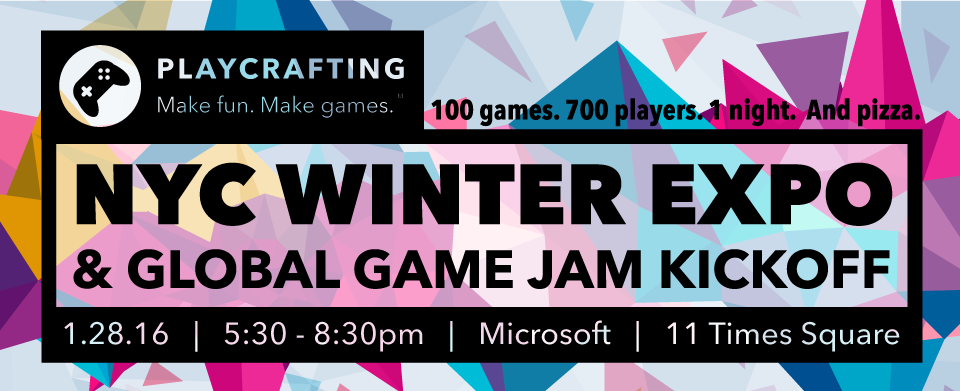 PLAYCRAFTING
Make fun. Make games.
100 games. 700 players. 1 night. And pizza.
NYC WINTER EXPO
& GLOBAL GAME JAM KICKOFF
1.28.16 | 5:30 - 8:30pm | Microsoft | 11 Times Square